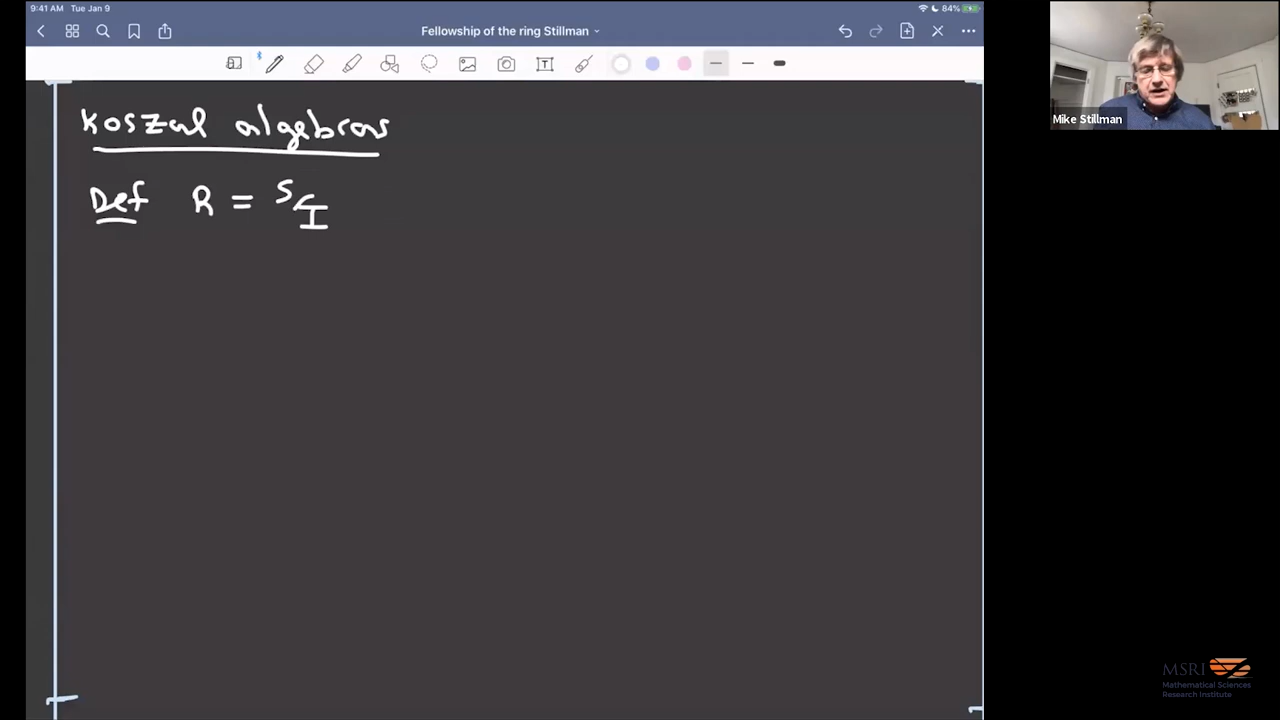 9:41 AM Tue Jan 9
84%
Fellowship of the ring Stillman
T
Koszul algebras
Def R = S/I
Mike Stillman
MSRI
Mathematical Sciences
Research Institute